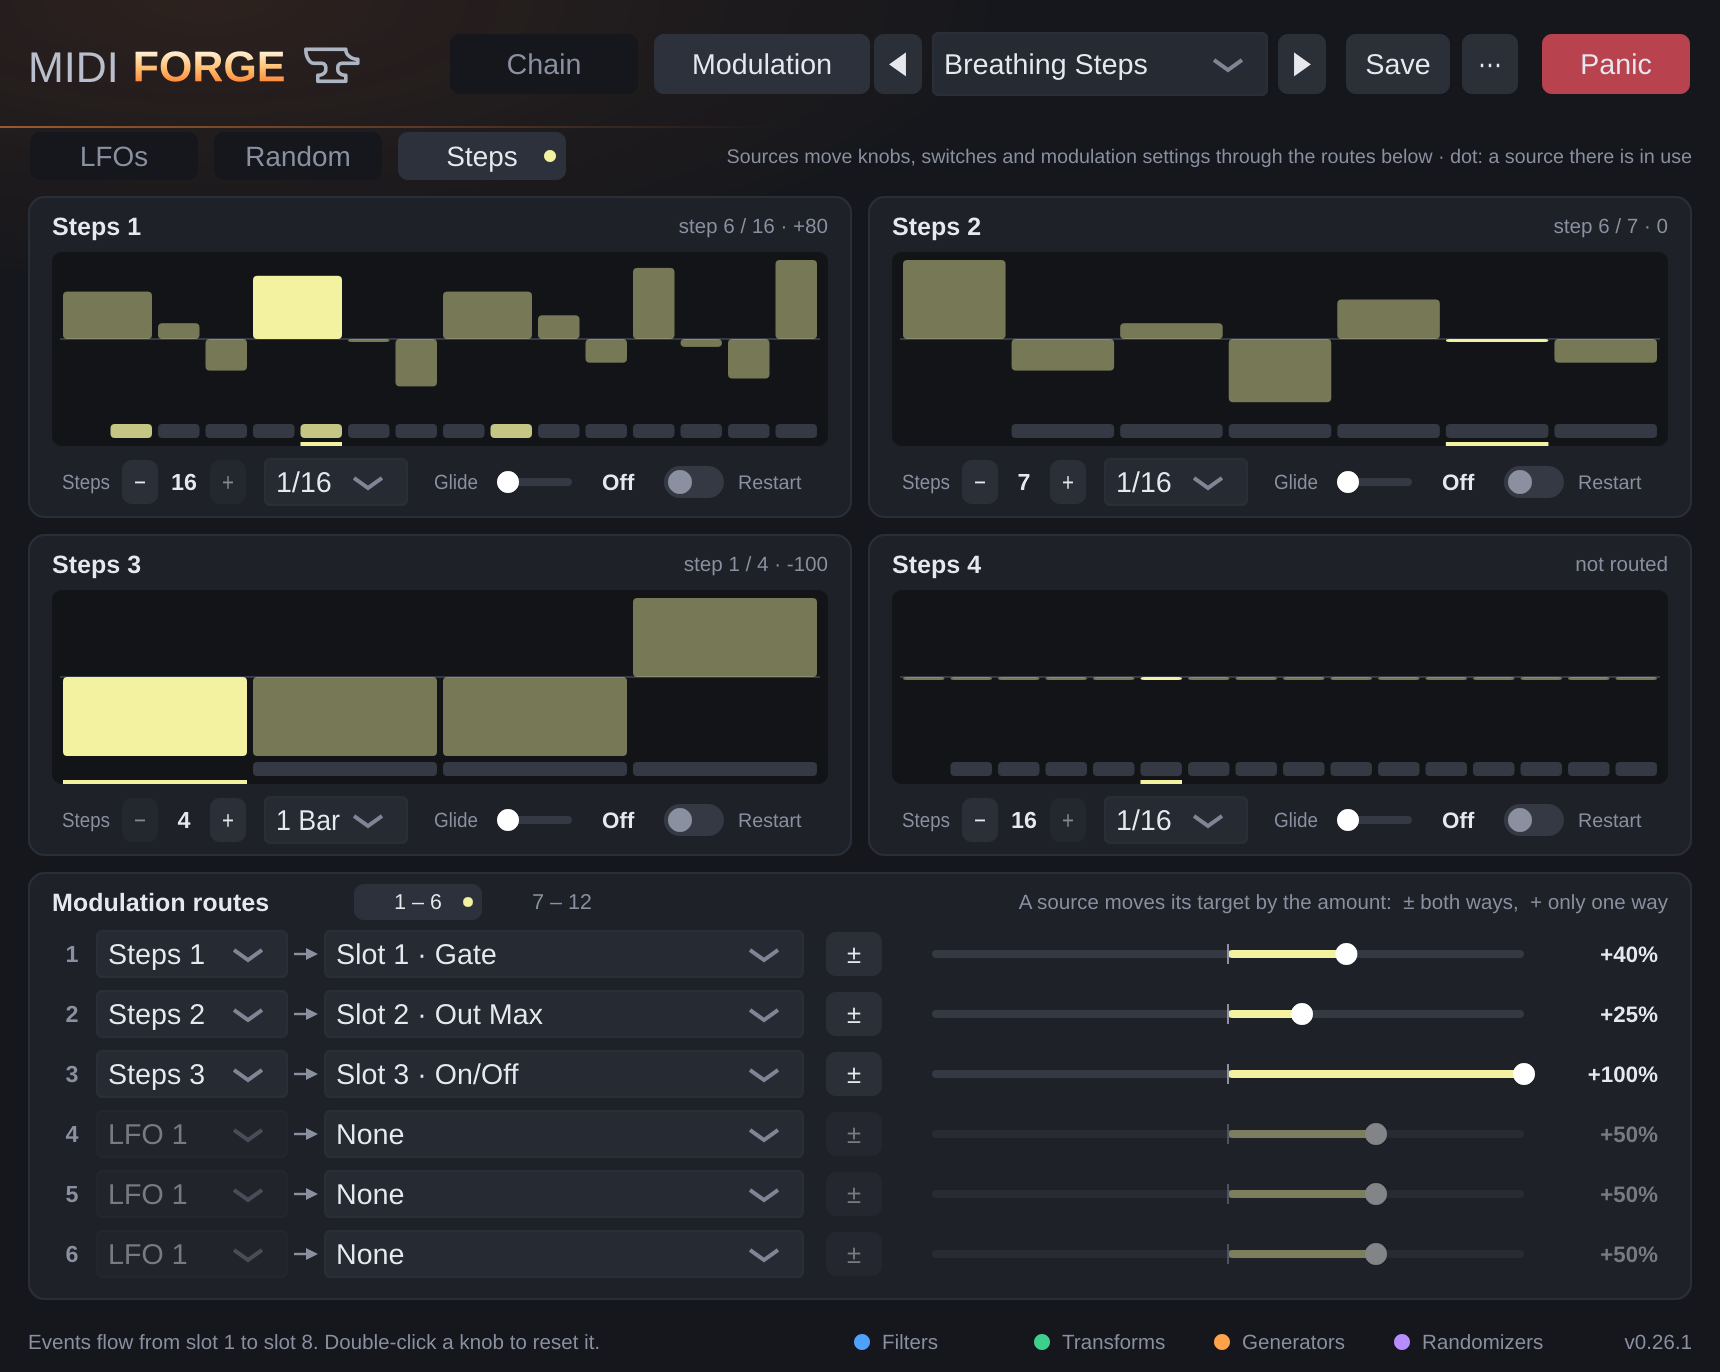 MIDI FORGE Chain Modulation Breathing Steps Save ... Panic
LFOs Random Steps Sources move knobs, switches and modulation settings through the routes below · dot: a source there is in use
Steps 1 step 6 / 16 · +80
Steps 2 step 6 / 7 · 0
Steps − 16 + 1/16 Glide Off Restart
Steps − 7 + 1/16 Glide Off Restart
Steps 3 step 1 / 4 · -100
Steps 4 not routed
Steps − 4 + 1 Bar Glide Off Restart
Steps − 16 + 1/16 Glide Off Restart
Modulation routes 1 – 6 7 – 12 A source moves its target by the amount: ± both ways, + only one way
1 Steps 1 Slot 1 · Gate ± +40%
2 Steps 2 Slot 2 · Out Max ± +25%
3 Steps 3 Slot 3 · On/Off ± +100%
4 LFO 1 None ± +50%
5 LFO 1 None ± +50%
6 LFO 1 None ± +50%
Events flow from slot 1 to slot 8. Double-click a knob to reset it. Filters Transforms Generators Randomizers v0.26.1